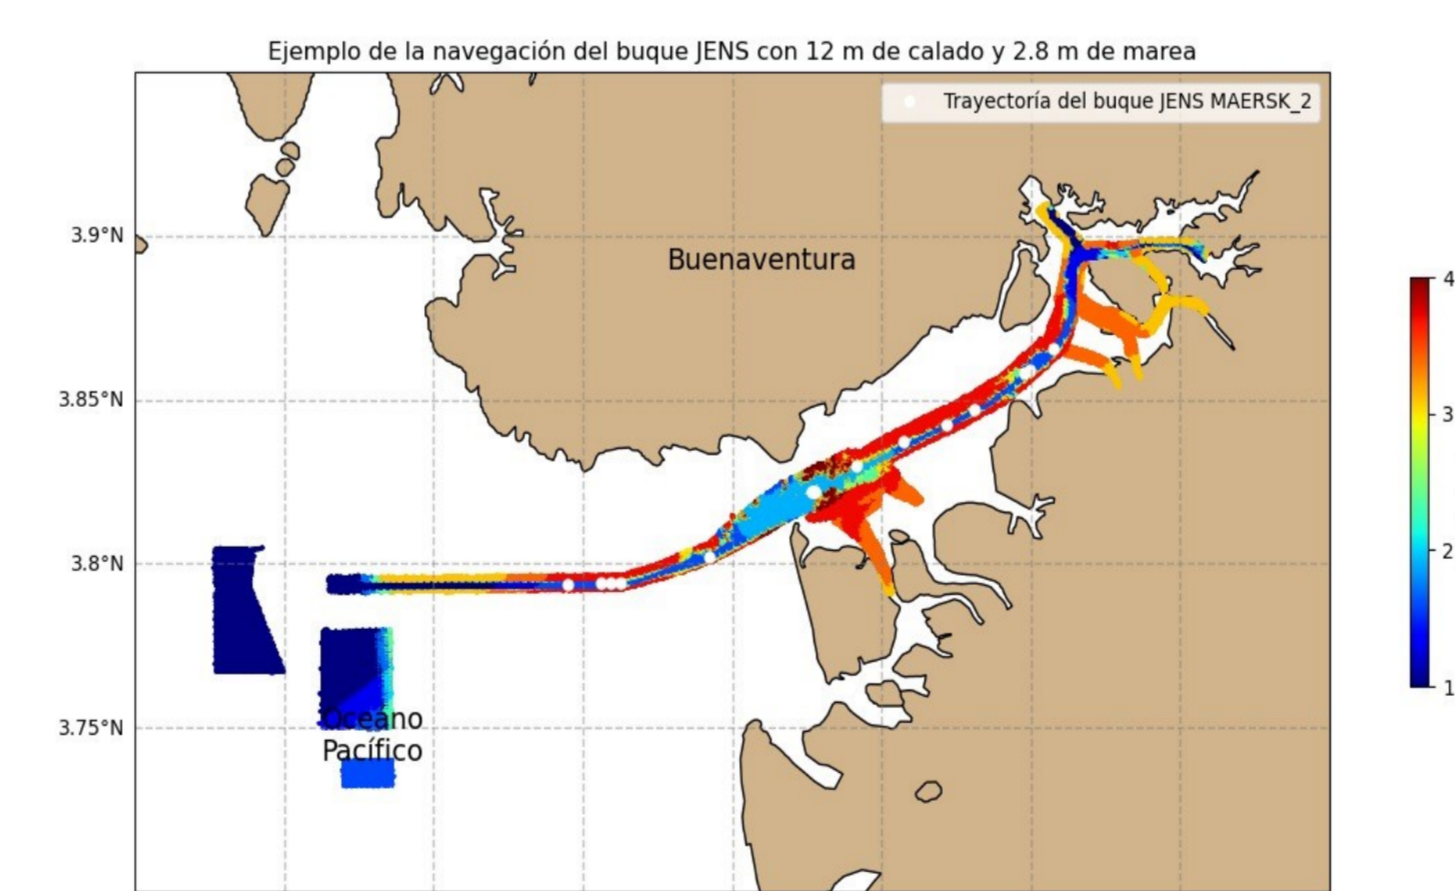 Ejemplo de la navegación del buque JENS con 12 m de calado y 2.8 m de marea
Trayectoría del buque JENS MAERSK_2
3.9°N
Buenaventura
4
3.85°N
3
3.8°N
2
1
3.75°N
Oceano
Pacífico